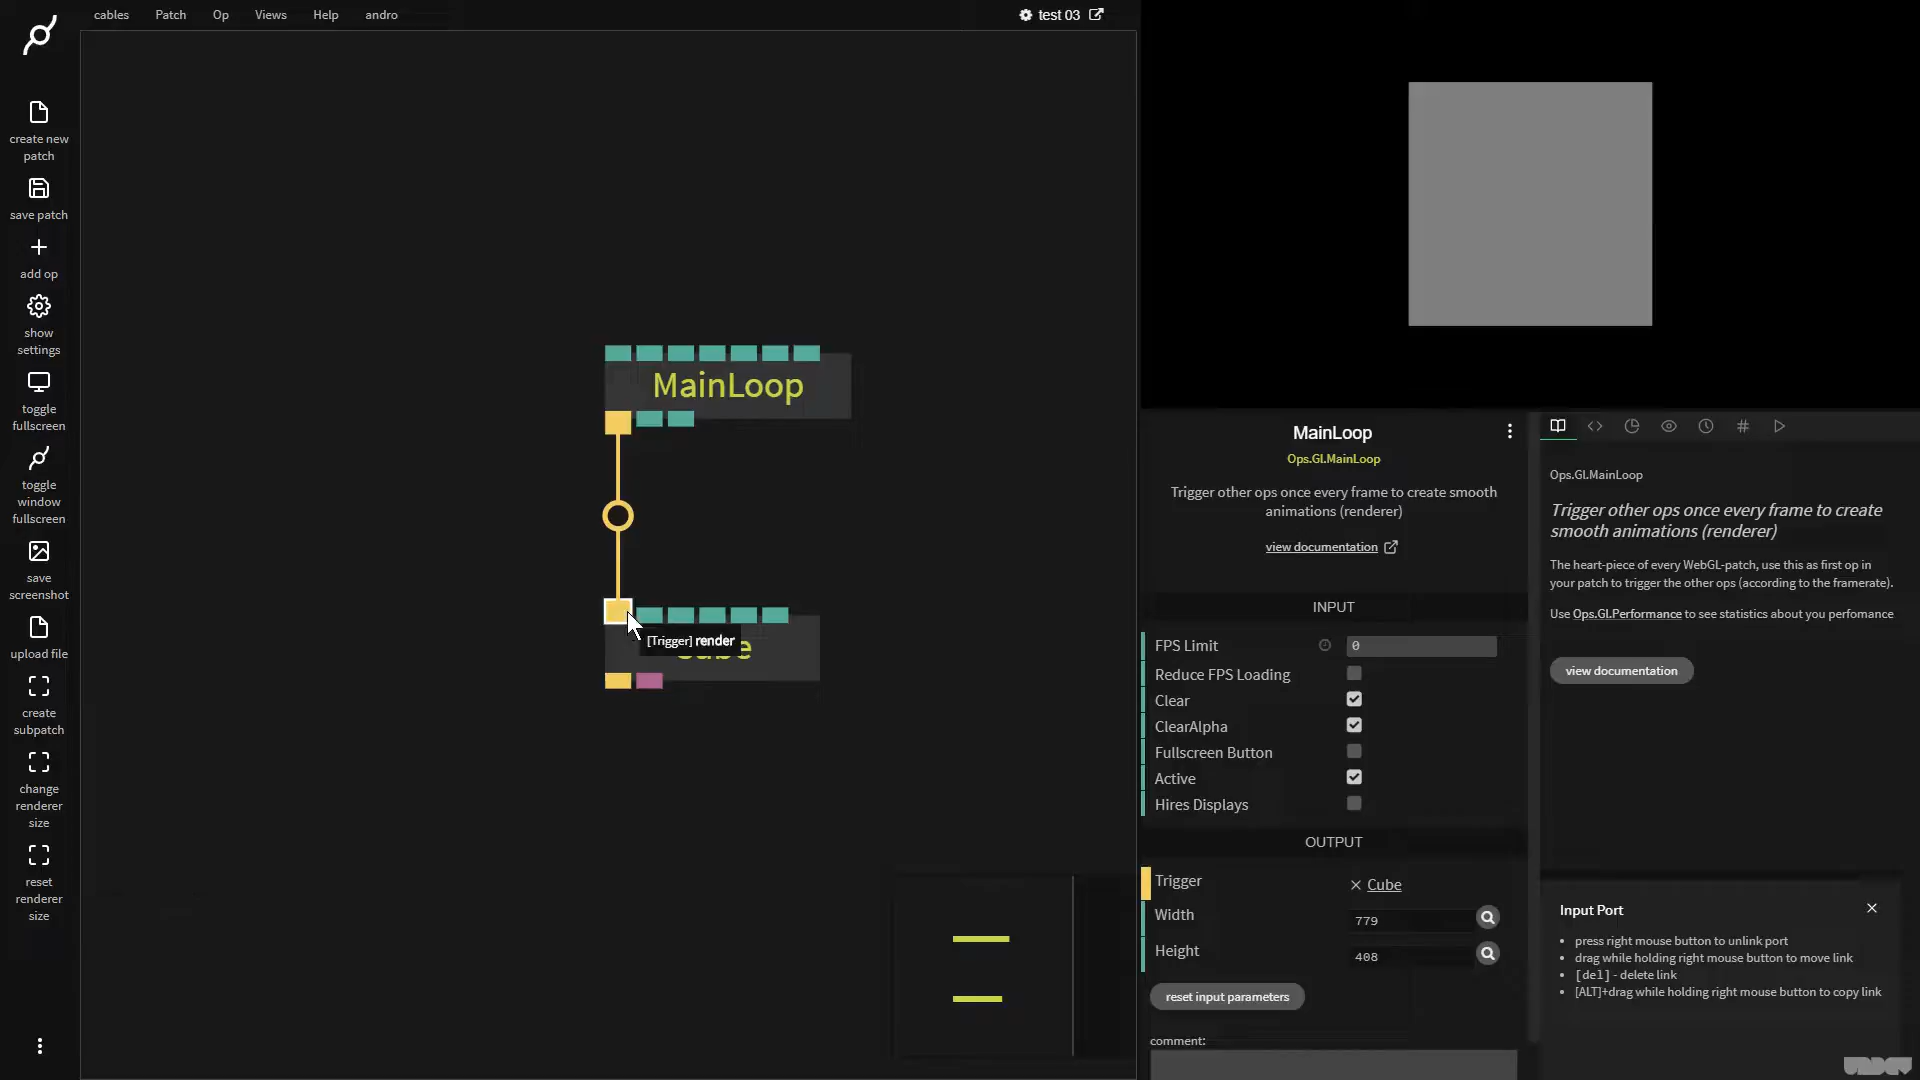 cables
Patch
Op
Views
Help
andro
test 03
create new
patch
save patch
add op
show
settings
toggle
fullscreen
toggle
window
fullscreen
save
screenshot
upload file
create
subpatch
change
renderer
size
reset
renderer
size
MainLoop
[Trigger] render
MainLoop
Ops.Gl.MainLoop
Trigger other ops once every frame to create smooth
animations (renderer)
view documentation
INPUT
FPS Limit
0
Reduce FPS Loading
Clear
ClearAlpha
Fullscreen Button
Active
Hires Displays
OUTPUT
Trigger
Cube
Width
779
Height
408
reset input parameters
comment:
Ops.Gl.MainLoop
Trigger other ops once every frame to create
smooth animations (renderer)
The heart-piece of every WebGL-patch, use this as first op in
your patch to trigger the other ops (according to the framerate).
Use Ops.Gl.Performance to see statistics about you perfomance
view documentation
Input Port
• press right mouse button to unlink port
• drag while holding right mouse button to move link
• [del] - delete link
• [ALT]+drag while holding right mouse button to copy link